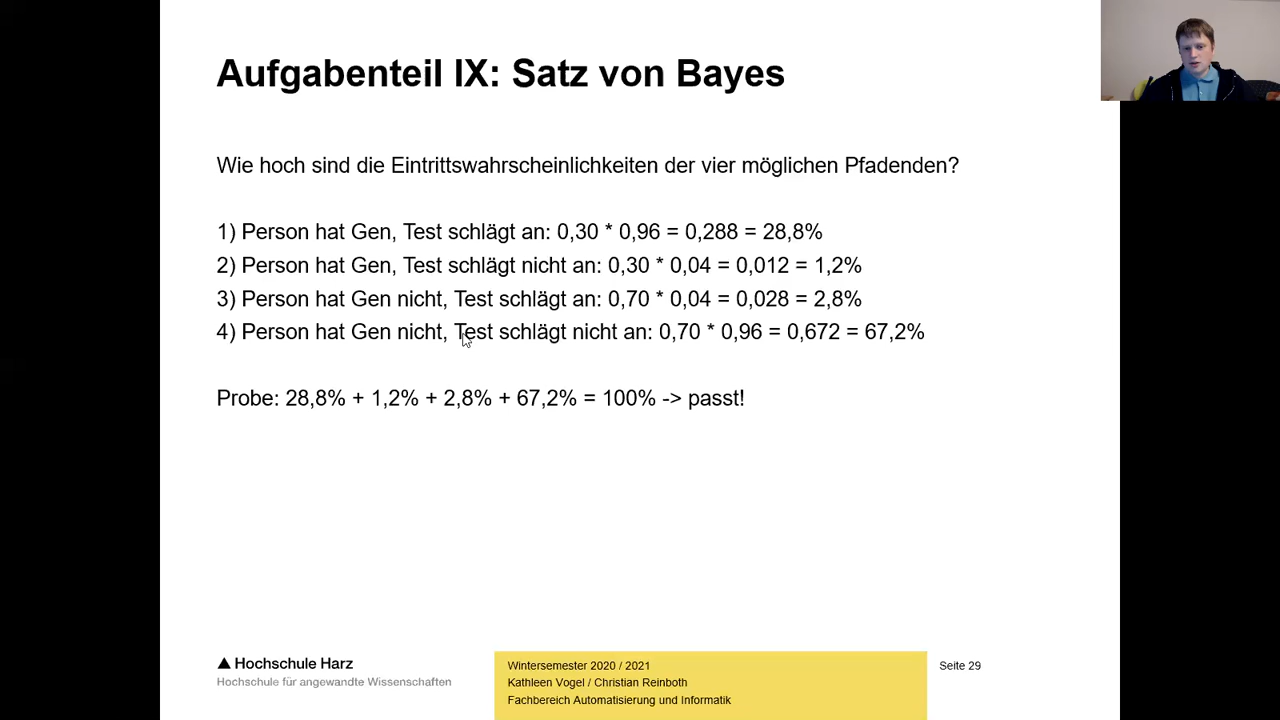 Aufgabenteil IX: Satz von Bayes
Wie hoch sind die Eintrittswahrscheinlichkeiten der vier möglichen Pfadenden?
1) Person hat Gen, Test schlägt an: 0,30 * 0,96 = 0,288 = 28,8%
2) Person hat Gen, Test schlägt nicht an: 0,30 * 0,04 = 0,012 = 1,2%
3) Person hat Gen nicht, Test schlägt an: 0,70 * 0,04 = 0,028 = 2,8%
4) Person hat Gen nicht, Test schlägt nicht an: 0,70 * 0,96 = 0,672 = 67,2%
Probe: 28,8% + 1,2% + 2,8% + 67,2% = 100% -> passt!
Hochschule Harz
Hochschule für angewandte Wissenschaften
Wintersemester 2020 / 2021
Kathleen Vogel / Christian Reinboth
Fachbereich Automatisierung und Informatik
Seite 29